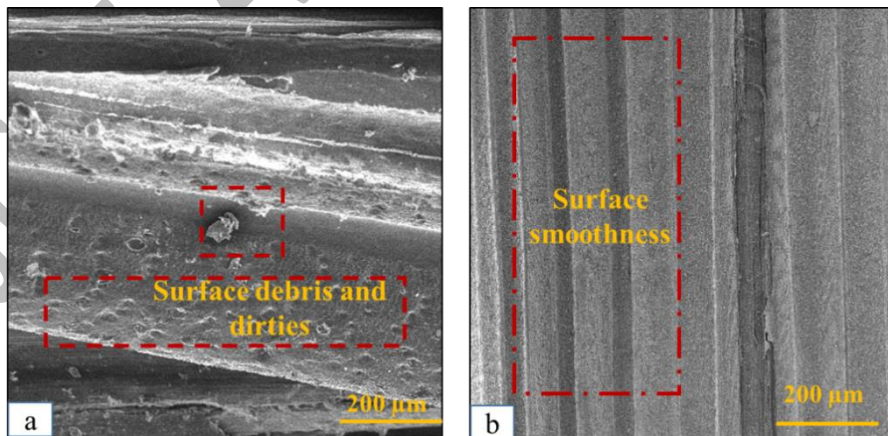 Surface debris and
dirties
200 µm
a
Surface
smoothness
200 µm
b